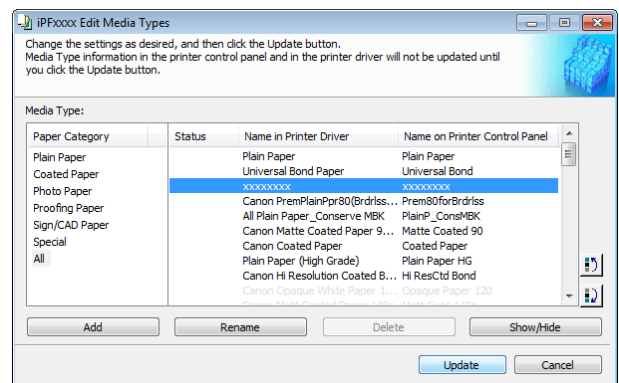 iPFxxxx Edit Media Types
Change the settings as desired, and then click the Update button.
Media Type information in the printer control panel and in the printer driver will not be updated until
you click the Update button.
Media Type:
Paper Category Status Name in Printer Driver Name on Printer Control Panel
Plain Paper
Coated Paper
Photo Paper
Proofing Paper
Sign/CAD Paper
Special
All
Plain Paper Plain Paper
Universal Bond Paper Universal Bond
xxxxxxxx xxxxxxxx
Canon PremPlainPpr80(Brdrlss... Prem80forBrdrlss
All Plain Paper_Conserve MBK PlainP_ConsMBK
Canon Matte Coated Paper 9... Matte Coated 90
Canon Coated Paper Coated Paper
Plain Paper (High Grade) Plain Paper HG
Canon Hi Resolution Coated B... Hi ResCtd Bond
Canon Opaque White Paper 1... Opaque Paper 120
Add Rename Delete Show/Hide
Update Cancel